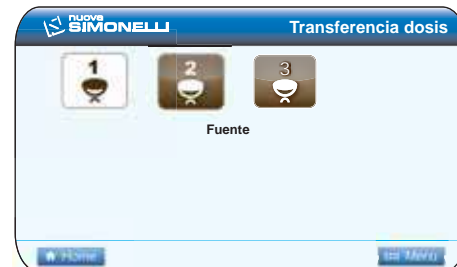 nuova
SIMONELLI
Transferencia dosis
1 2 3
Fuente
Home Menu